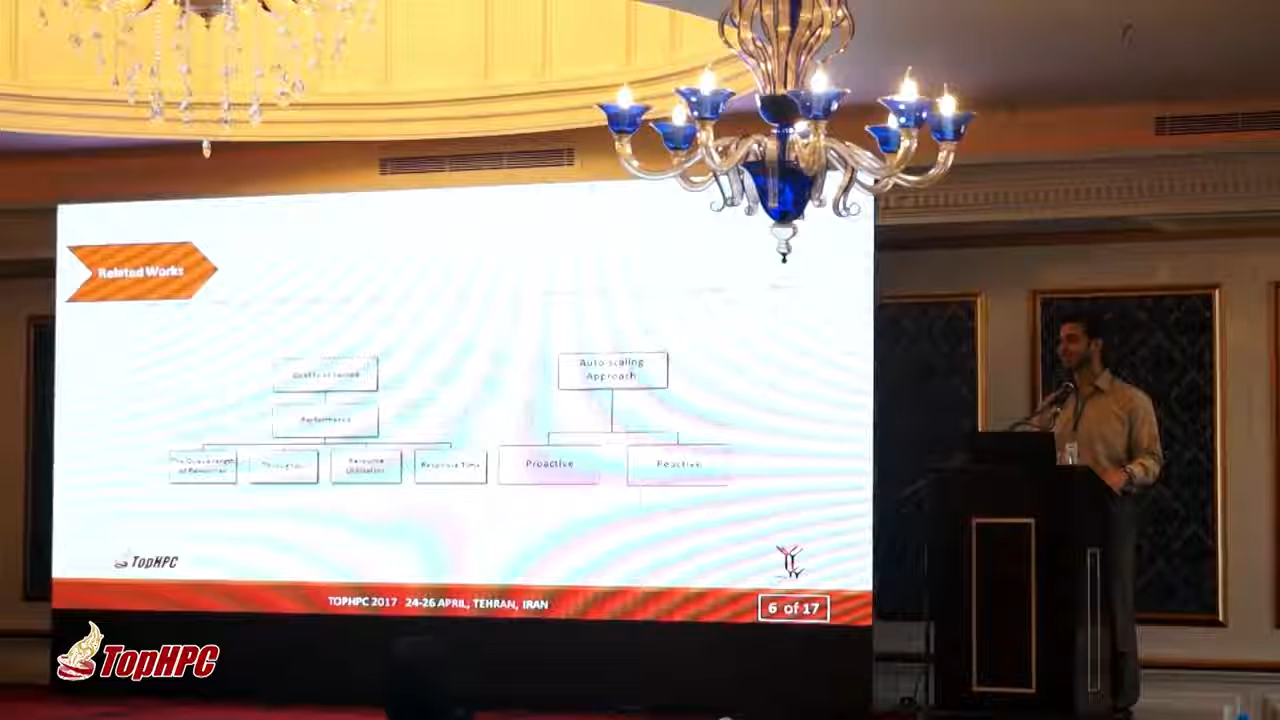 Related Works
Auto-scaling
Approach
Performance
Resource
Utilization
Response Time
Proactive
Reactive
TopHPC
TOPHPC 2017 24-26 APRIL, TEHRAN, IRAN
6 of 17
TopHPC